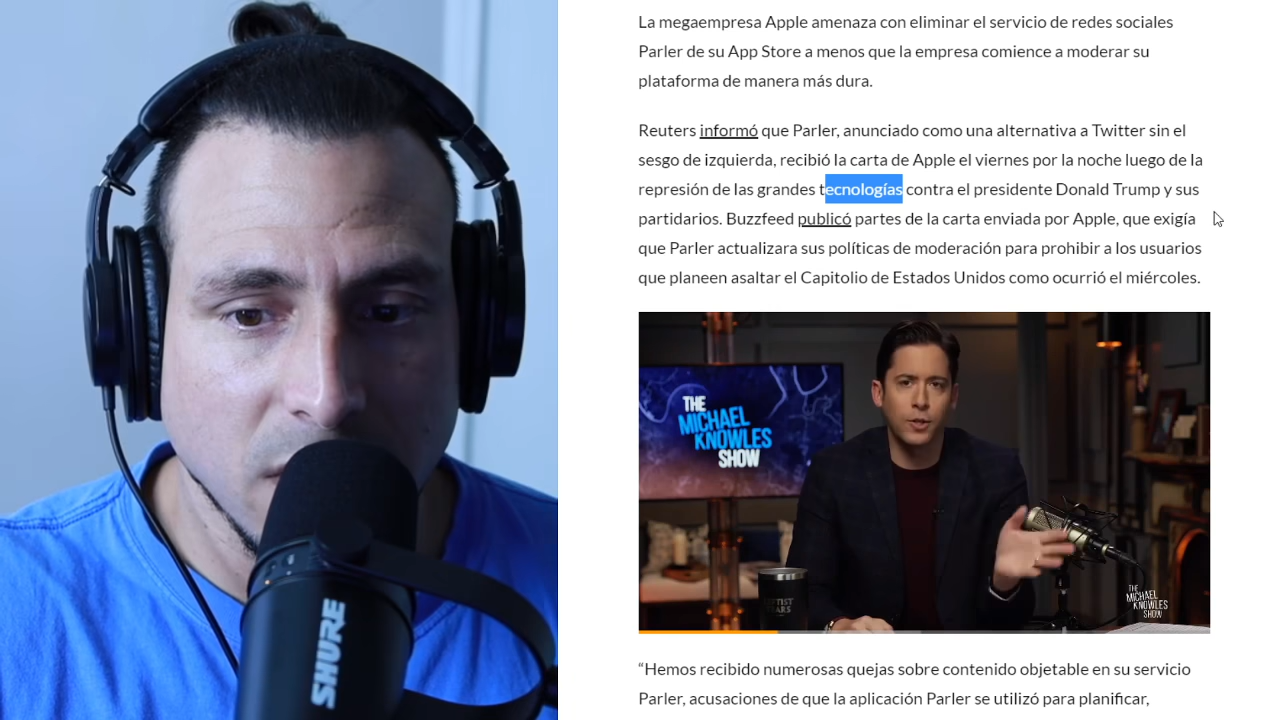 La megaempresa Apple amenaza con eliminar el servicio de redes sociales
Parler de su App Store a menos que la empresa comience a moderar su
plataforma de manera más dura.
Reuters informó que Parler, anunciado como una alternativa a Twitter sin el
sesgo de izquierda, recibió la carta de Apple el viernes por la noche luego de la
represión de las grandes tecnologías contra el presidente Donald Trump y sus
partidarios. Buzzfeed publicó partes de la carta enviada por Apple, que exigía
que Parler actualizara sus políticas de moderación para prohibir a los usuarios
que planeen asaltar el Capitolio de Estados Unidos como ocurrió el miércoles.
THE
MICHAEL
KNOWLES
SHOW
THE
MICHAEL
KNOWLES
SHOW
SHURE
“Hemos recibido numerosas quejas sobre contenido objetable en su servicio
Parler, acusaciones de que la aplicación Parler se utilizó para planificar,